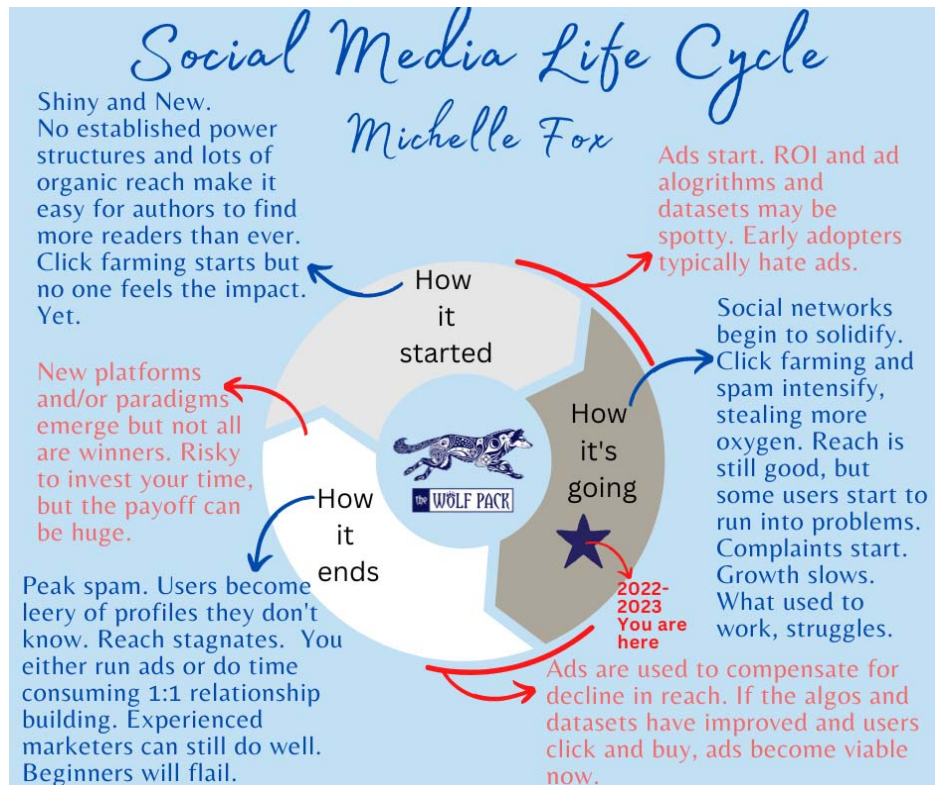 Social Media Life Cycle
Michelle Fox
Shiny and New.
No established power
structures and lots of
organic reach make it
easy for authors to find
more readers than ever.
Click farming starts but
no one feels the impact.
Yet.
Ads start. ROI and ad
alogrithms and
datasets may be
spotty. Early adopters
typically hate ads.
How
it
started
Social networks
begin to solidify.
Click farming and
spam intensify,
stealing more
oxygen. Reach is
still good, but
some users start to
run into problems.
Complaints start.
Growth slows.
What used to
work, struggles.
New platforms
and/or paradigms
emerge but not all
are winners. Risky
to invest your time,
but the payoff can
be huge.
How
it's
going
the WOLF PACK
How
it
ends
2022-
2023
You are
here
Peak spam. Users become
leery of profiles they don't
know. Reach stagnates. You
either run ads or do time
consuming 1:1 relationship
building. Experienced
marketers can still do well.
Beginners will flail.
Ads are used to compensate for
decline in reach. If the algos and
datasets have improved and users
click and buy, ads become viable
now.